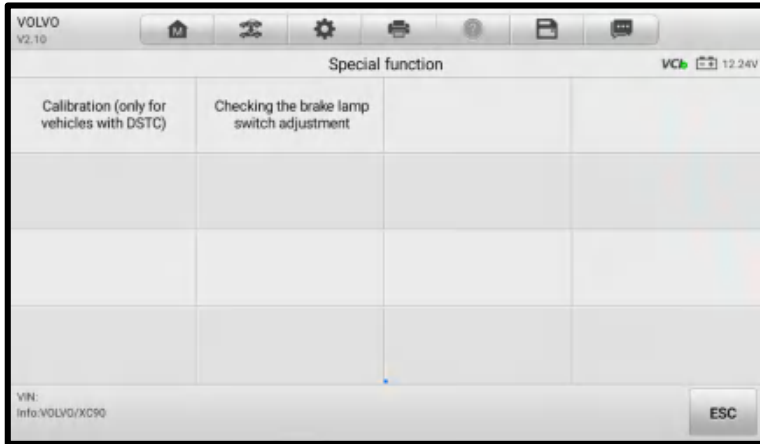 VOLVO
V2.10
M
Special function
VCI 12.24V
Calibration (only for
vehicles with DSTC)
Checking the brake lamp
switch adjustment
VIN:
Info:VOLVO/XC90
ESC